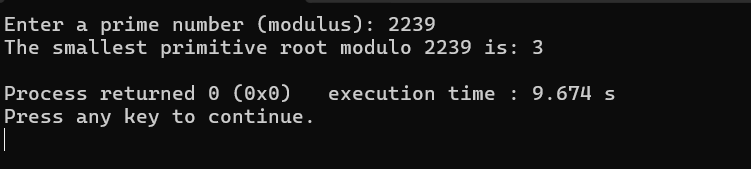 Enter a prime number (modulus): 2239
The smallest primitive root modulo 2239 is: 3
Process returned 0 (0x0)   execution time : 9.674 s
Press any key to continue.